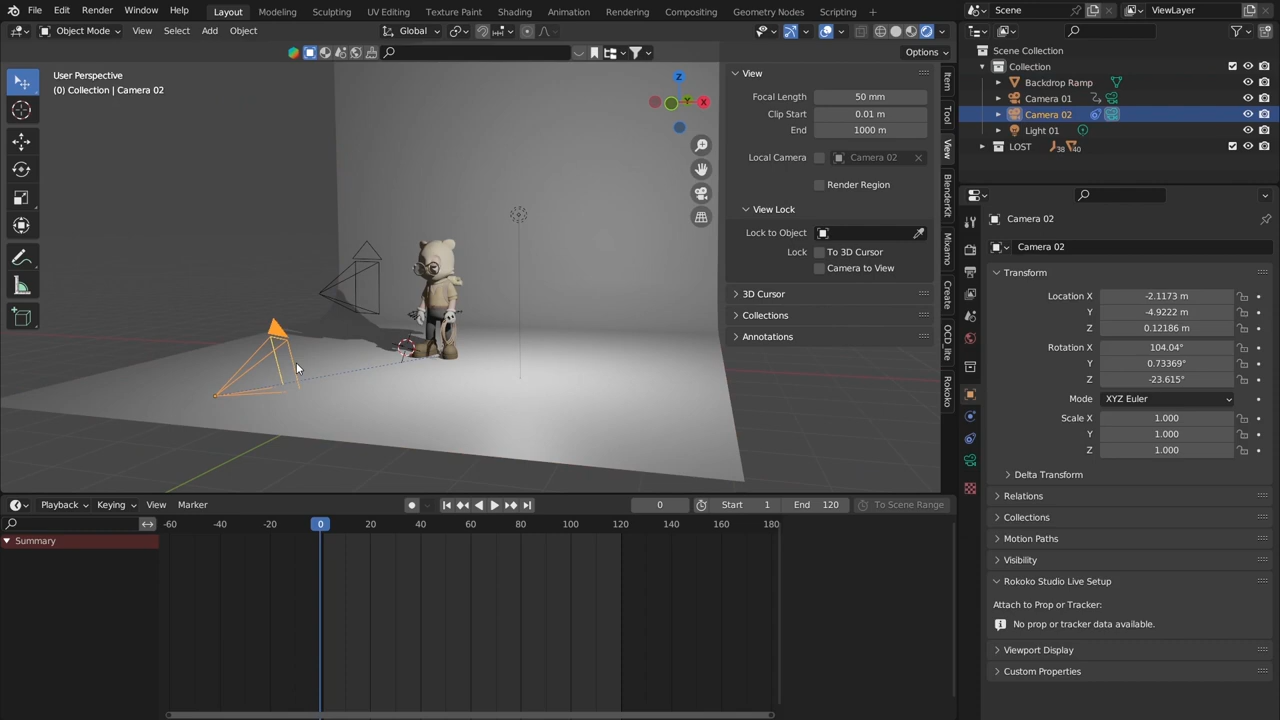 File Edit Render Window Help Layout Modeling Sculpting UV Editing Texture Paint Shading Animation Rendering Compositing Geometry Nodes Scripting + Scene ViewLayer
Object Mode View Select Add Object Global
Options
User Perspective
(0) Collection | Camera 02
Z
Y
X
View
Focal Length 50 mm
Clip Start 0.01 m
End 1000 m
Local Camera Camera 02
Render Region
View Lock
Lock to Object
Lock To 3D Cursor
Camera to View
3D Cursor
Collections
Annotations
Item
Tool
View
BlenderKit
Mixamo
Create
OCD_lite
Rokoko
Scene Collection
Collection
Backdrop Ramp
Camera 01
Camera 02
Light 01
LOST 38 40
Camera 02
Camera 02
Transform
Location X -2.1173 m
Y -4.9222 m
Z 0.12186 m
Rotation X 104.04°
Y 0.73369°
Z -23.615°
Mode XYZ Euler
Scale X 1.000
Y 1.000
Z 1.000
Delta Transform
Relations
Collections
Motion Paths
Visibility
Rokoko Studio Live Setup
Attach to Prop or Tracker:
No prop or tracker data available.
Viewport Display
Custom Properties
Playback Keying View Marker 0 Start 1 End 120 To Scene Range
-60 -40 -20 0 20 40 60 80 100 120 140 160 180
Summary